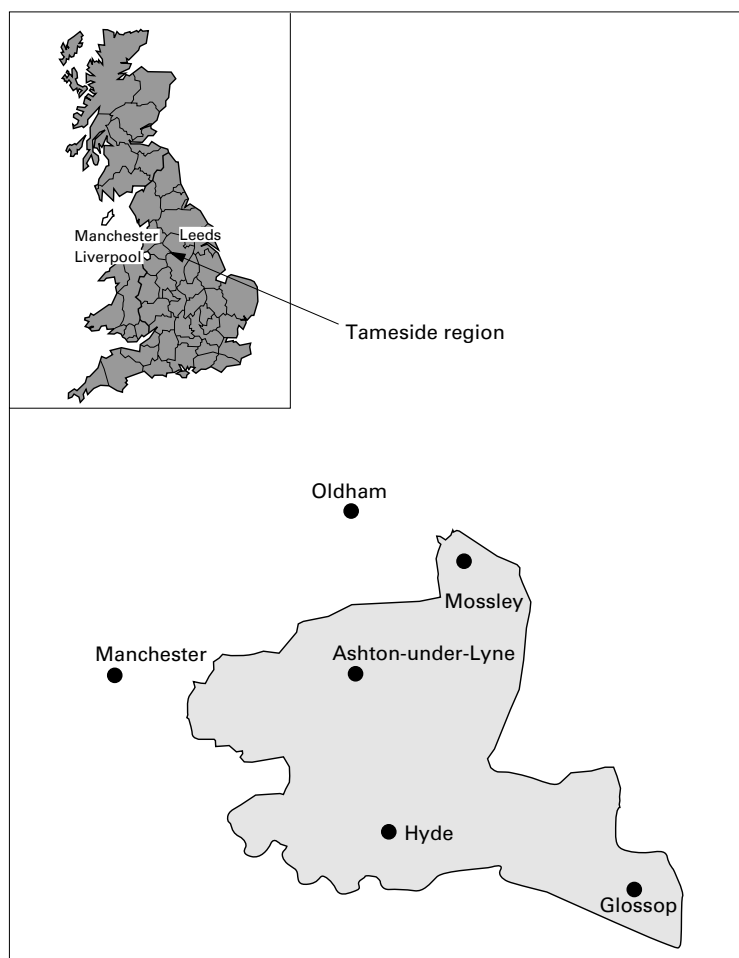 Manchester Leeds
Liverpool
Tameside region
Oldham
Mossley
Manchester
Ashton-under-Lyne
Hyde
Glossop